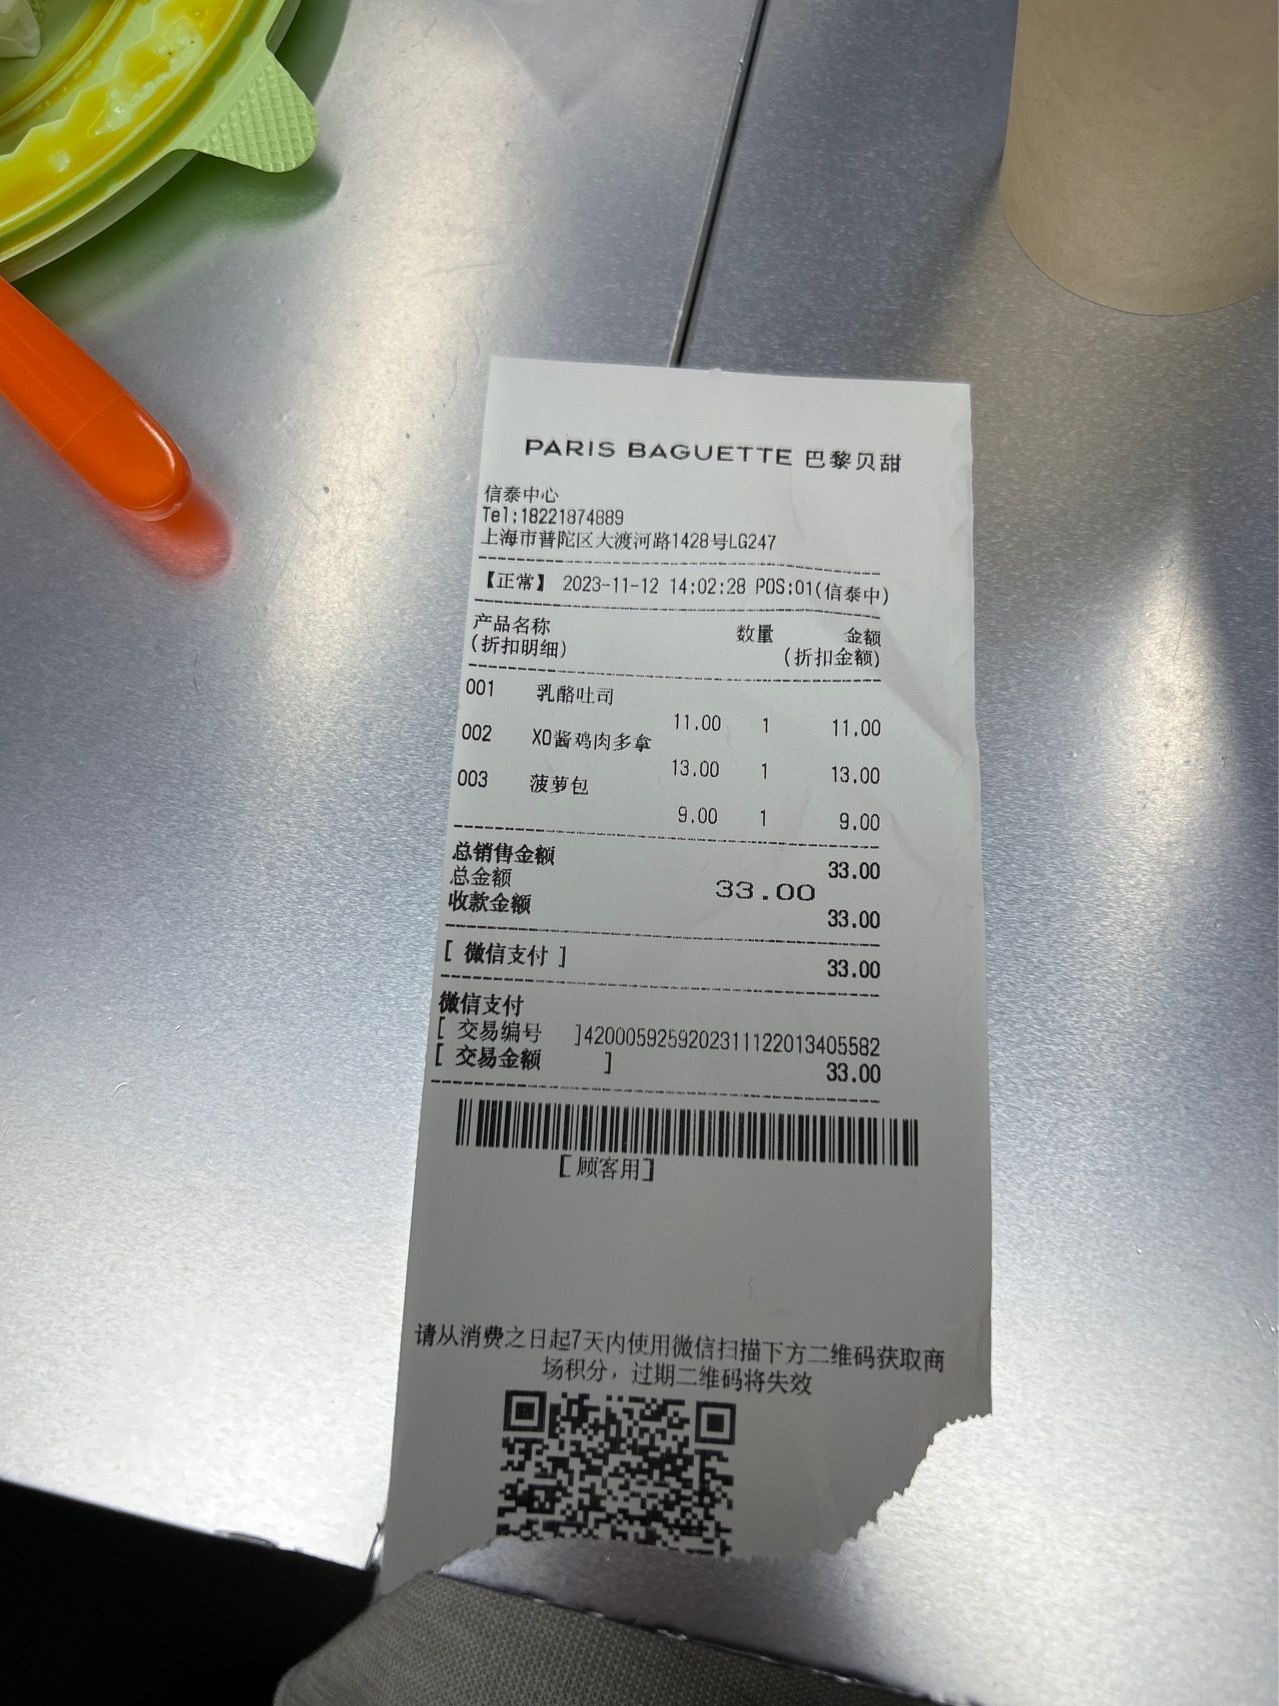 PARIS BAGUETTE 巴黎贝甜
信泰中心
Tel:18221874889
上海市普陀区大渡河路1428号LG247
【正常】 2023-11-12 14:02:28 POS:01(信泰中)
产品名称 数量 金额
(折扣明细) (折扣金额)
001 乳酪吐司
11.00 1 11.00
002 XO酱鸡肉多拿
13.00 1 13.00
003 菠萝包
9.00 1 9.00
总销售金额 33.00
总金额 33.00
收款金额 33.00
[ 微信支付 ] 33.00
微信支付
[ 交易编号 ]4200059259202311122013405582
[ 交易金额 ] 33.00
[顾客用]
请从消费之日起7天内使用微信扫描下方二维码获取商
场积分，过期二维码将失效